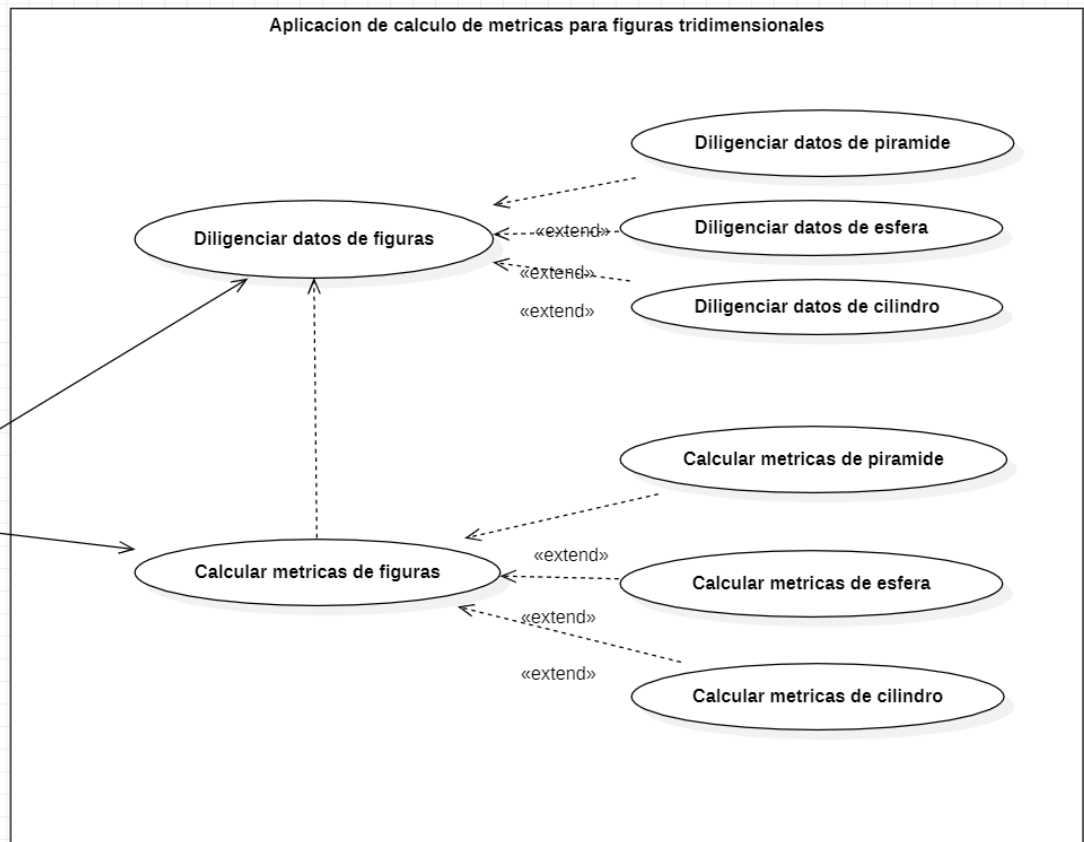 Aplicacion de calculo de metricas para figuras tridimensionales
Diligenciar datos de piramide
Diligenciar datos de figuras
«extend»
Diligenciar datos de esfera
«extend»
«extend»
Diligenciar datos de cilindro
Calcular metricas de piramide
«extend»
Calcular metricas de figuras
Calcular metricas de esfera
«extend»
«extend»
Calcular metricas de cilindro